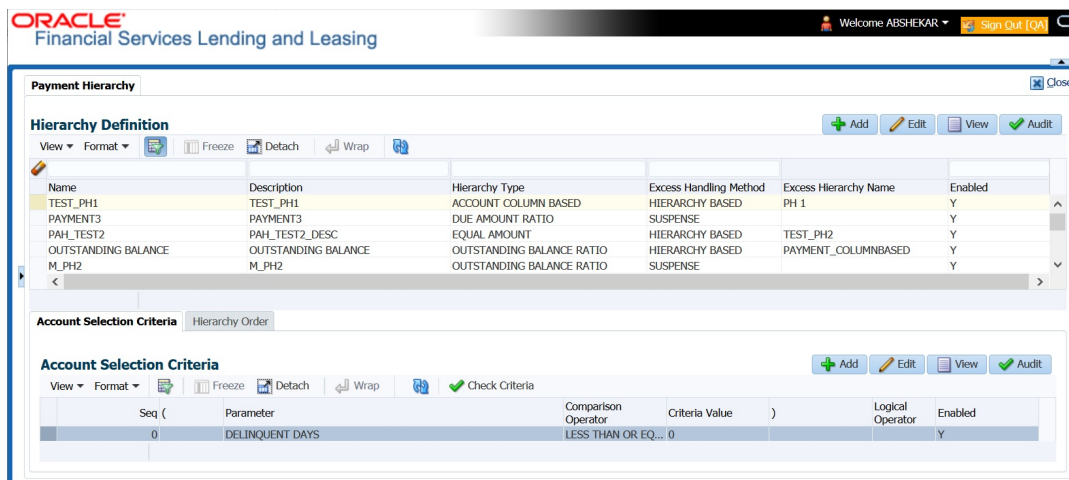 ORACLE
Welcome ABSHEKAR
Sign Out [QA]
Financial Services Lending and Leasing
Payment Hierarchy
Close
Hierarchy Definition
Add Edit View Audit
View Format Freeze Detach Wrap
Name Description Hierarchy Type Excess Handling Method Excess Hierarchy Name Enabled
TEST_PH1 TEST_PH1 ACCOUNT COLUMN BASED HIERARCHY BASED PH 1 Y
PAYMENT3 PAYMENT3 DUE AMOUNT RATIO SUSPENSE Y
PAH_TEST2 PAH_TEST2_DESC EQUAL AMOUNT HIERARCHY BASED TEST_PH2 Y
OUTSTANDING BALANCE OUTSTANDING BALANCE OUTSTANDING BALANCE RATIO HIERARCHY BASED PAYMENT_COLUMNBASED Y
M_PH2 M_PH2 OUTSTANDING BALANCE RATIO SUSPENSE Y
Account Selection Criteria Hierarchy Order
Account Selection Criteria
Add Edit View Audit
View Format Freeze Detach Wrap Check Criteria
Seq ( Parameter Comparison Operator Criteria Value ) Logical Operator Enabled
0 DELINQUENT DAYS LESS THAN OR EQ... 0 Y